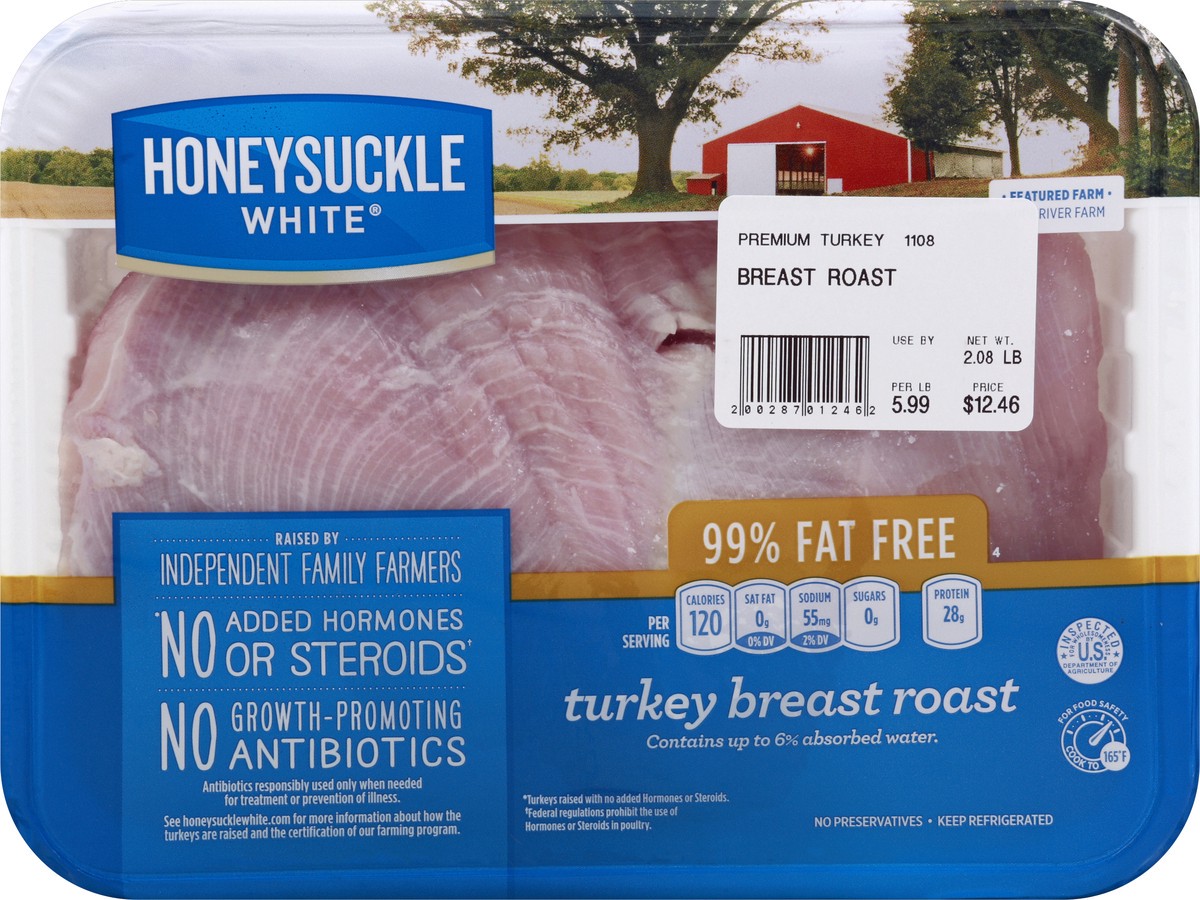 HONEYSUCKLE
WHITE®
• FEATURED FARM •
RIVER FARM
PREMIUM TURKEY 1108
BREAST ROAST
USE BY
NET WT.
2.08 LB
PER LB
PRICE
5.99
$12.46
2 00287 01246 2
RAISED BY
INDEPENDENT FAMILY FARMERS
*NO ADDED HORMONES
OR STEROIDS†
NO GROWTH-PROMOTING
ANTIBIOTICS
Antibiotics responsibly used only when needed
for treatment or prevention of illness.
See honeysucklewhite.com for more information about how the
turkeys are raised and the certification of our farming program.
99% FAT FREE
4
PER
SERVING
CALORIES
120
SAT FAT
0g
0% DV
SODIUM
55mg
2% DV
SUGARS
0g
PROTEIN
28g
turkey breast roast
Contains up to 6% absorbed water.
*Turkeys raised with no added Hormones or Steroids.
†Federal regulations prohibit the use of
Hormones or Steroids in poultry.
NO PRESERVATIVES • KEEP REFRIGERATED
INSPECTED
FOR WHOLESOMENESS
BY
U.S.
DEPARTMENT OF
AGRICULTURE
FOR FOOD SAFETY
COOK TO 165°F